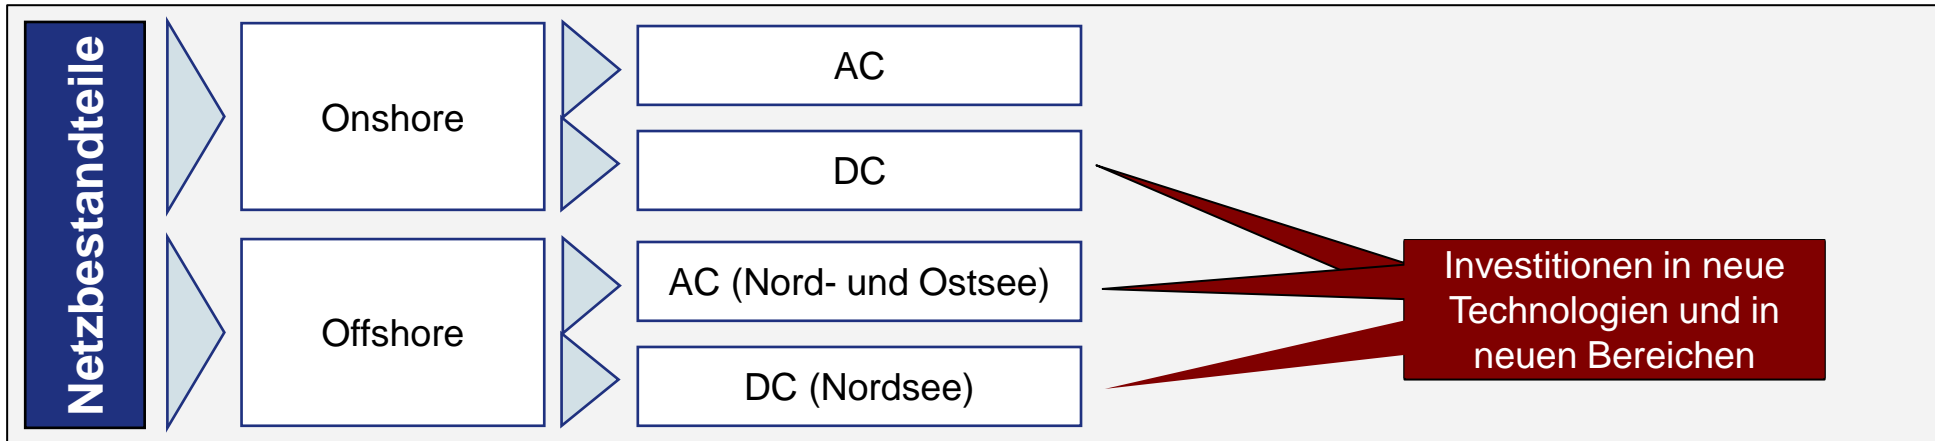 Netzbestandteile
Onshore
AC
DC
Offshore
AC (Nord- und Ostsee)
DC (Nordsee)
Investitionen in neue
Technologien und in
neuen Bereichen